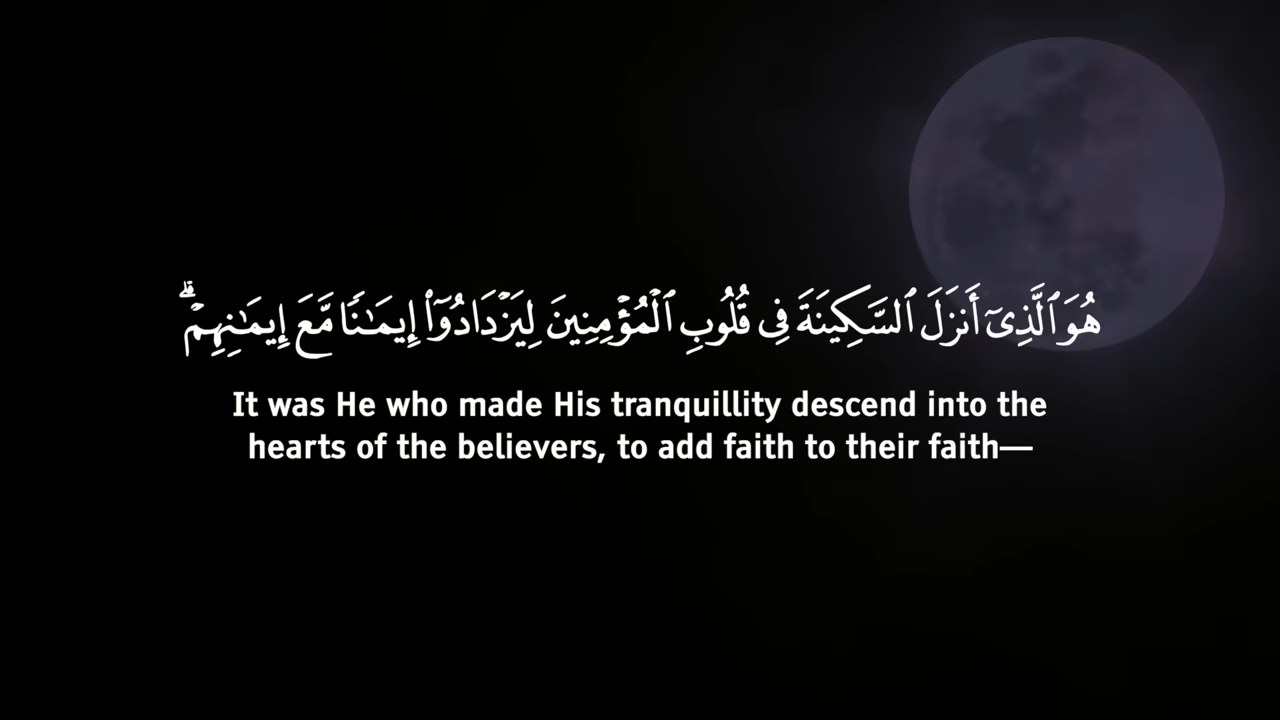 هُوَ ٱلَّذِىٓ أَنزَلَ ٱلسَّكِينَةَ فِى قُلُوبِ ٱلْمُؤْمِنِينَ لِيَزْدَادُوٓا۟ إِيمَـٰنًا مَّعَ إِيمَـٰنِهِمْ ۗ
It was He who made His tranquillity descend into the
hearts of the believers, to add faith to their faith—